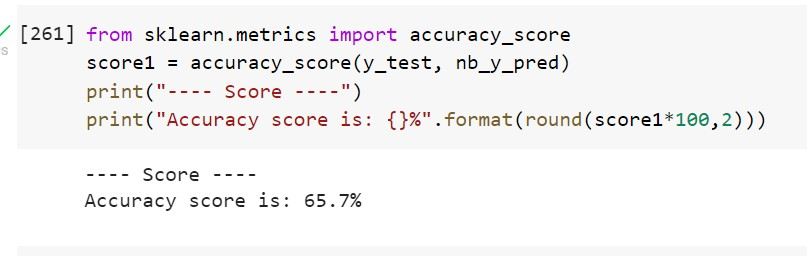 [261] from sklearn.metrics import accuracy_score
score1 = accuracy_score(y_test, nb_y_pred)
print("---- Score ----")
print("Accuracy score is: {}%".format(round(score1*100,2)))
s
---- Score ----
Accuracy score is: 65.7%